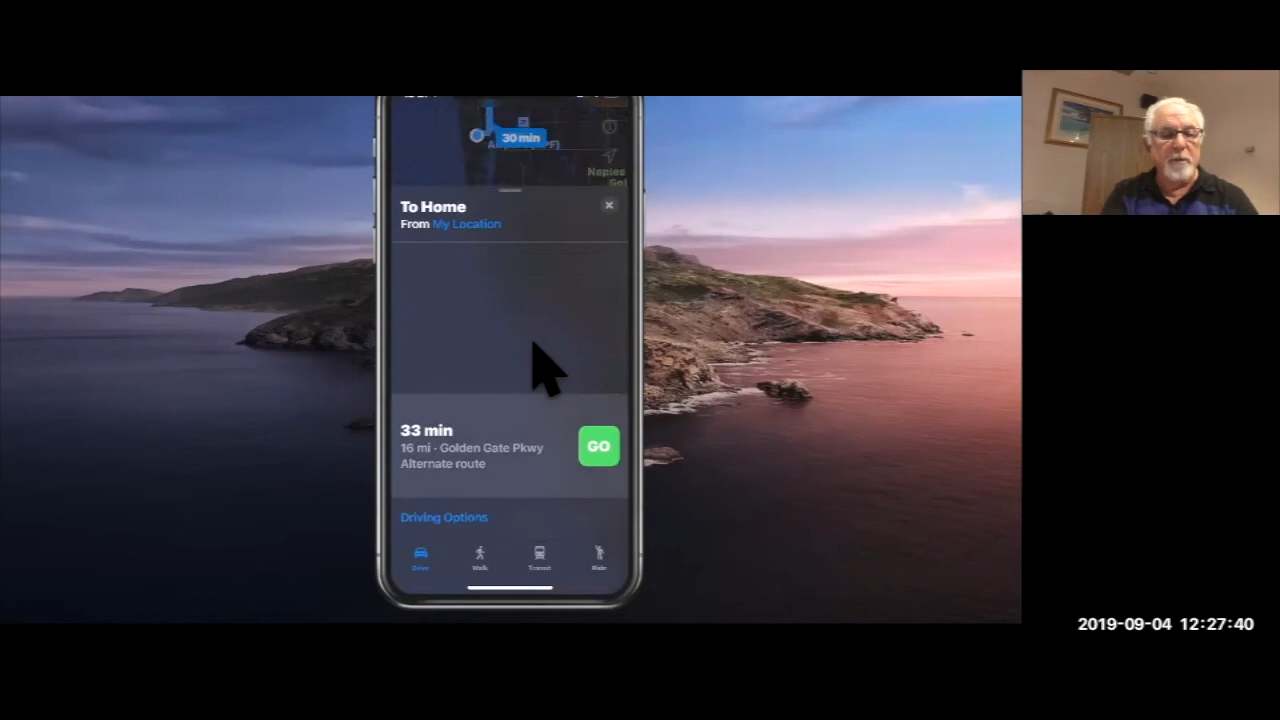 30 min
Naples
To Home
From My Location
33 min
16 mi · Golden Gate Pkwy
Alternate route
GO
Driving Options
Drive
Walk
Transit
Ride
2019-09-04 12:27:40